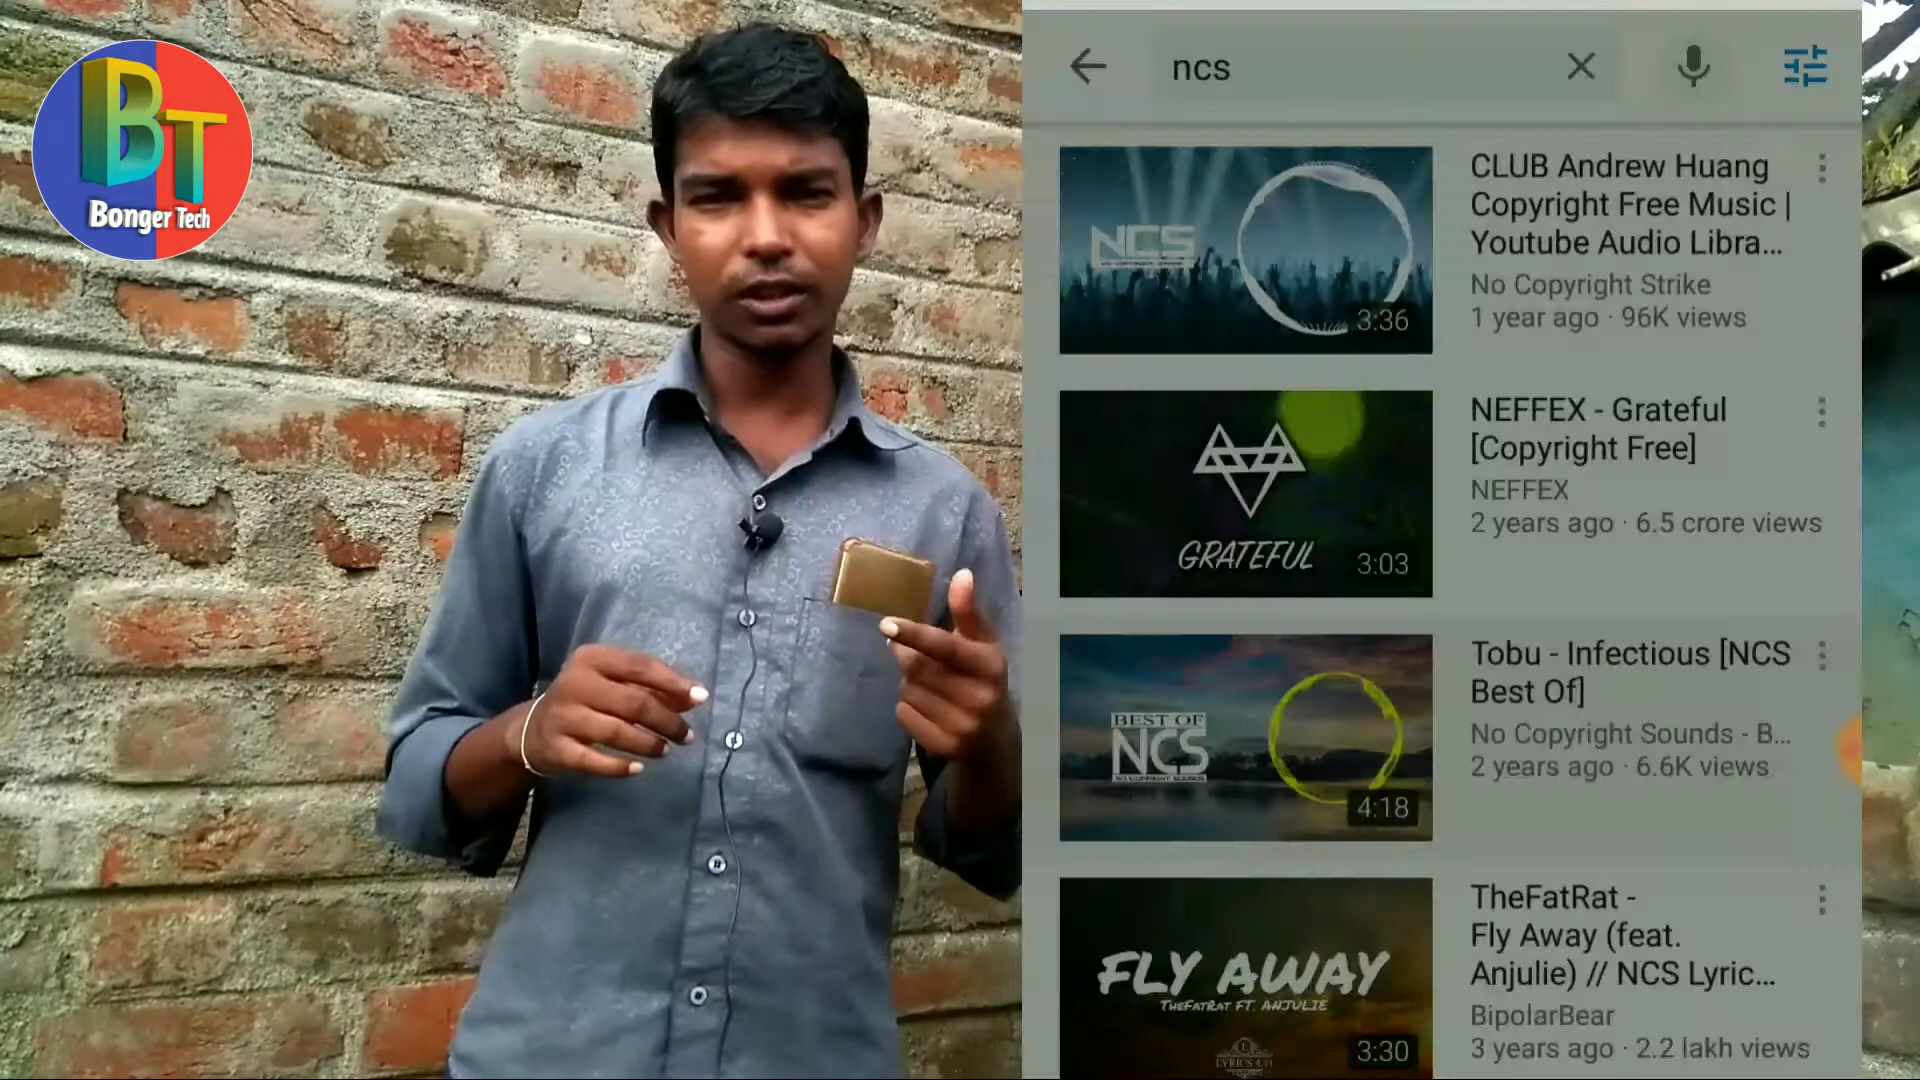 BT
Bonger Tech
ncs
NCS
3:36
CLUB Andrew Huang
Copyright Free Music |
Youtube Audio Libra...
No Copyright Strike
1 year ago · 96K views
GRATEFUL
3:03
NEFFEX - Grateful
[Copyright Free]
NEFFEX
2 years ago · 6.5 crore views
BEST OF
NCS
NO COPYRIGHT SOUNDS
4:18
Tobu - Infectious [NCS
Best Of]
No Copyright Sounds - B...
2 years ago · 6.6K views
FLY AWAY
THEFATRAT FT. ANJULIE
3:30
TheFatRat -
Fly Away (feat.
Anjulie) // NCS Lyric...
BipolarBear
3 years ago · 2.2 lakh views